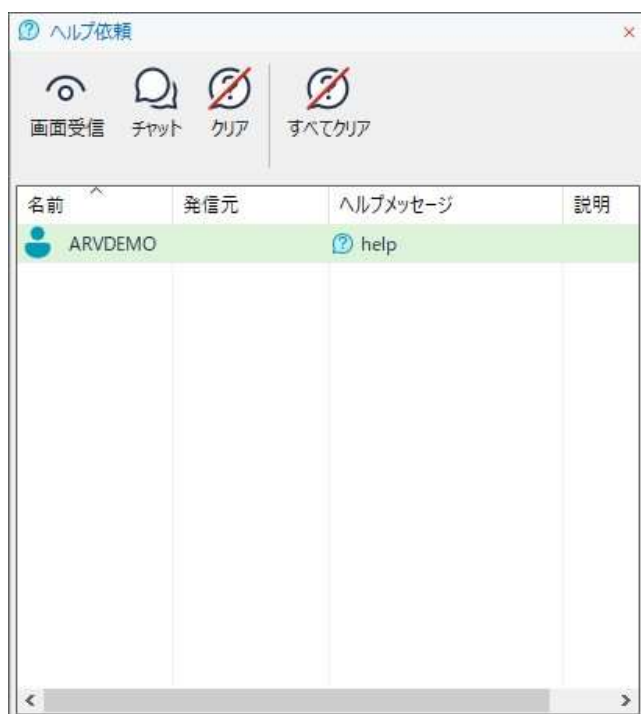 ヘルプ依頼
画面受信 チャット クリア すべてクリア
名前 発信元 ヘルプメッセージ 説明
ARVDEMO help